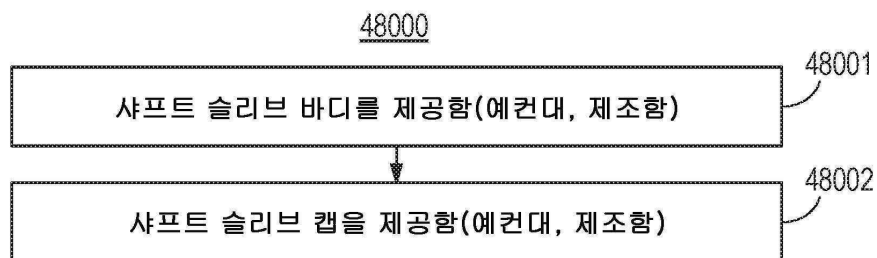 48000
48001
샤프트 슬리브 바디를 제공함(예컨대, 제조함)
48002
샤프트 슬리브 캡을 제공함(예컨대, 제조함)